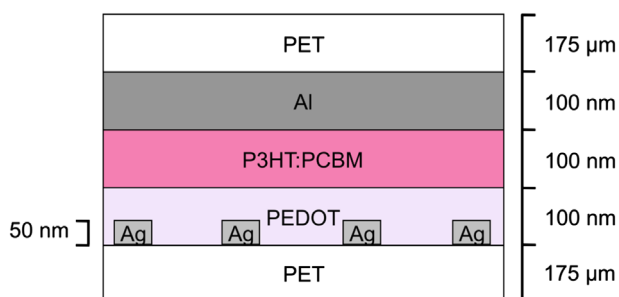 PET 175 µm
Al 100 nm
P3HT:PCBM 100 nm
PEDOT 100 nm
50 nm Ag Ag Ag Ag
PET 175 µm